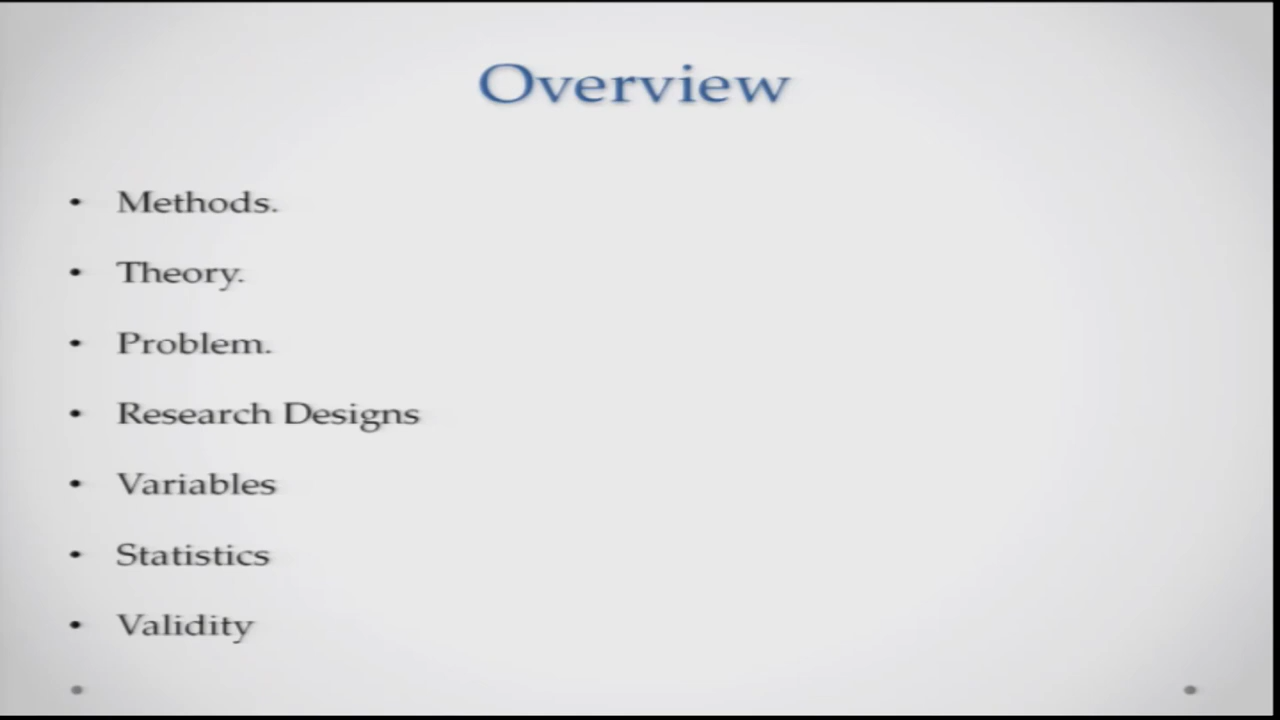 Overview
• Methods.
• Theory.
• Problem.
• Research Designs
• Variables
• Statistics
• Validity